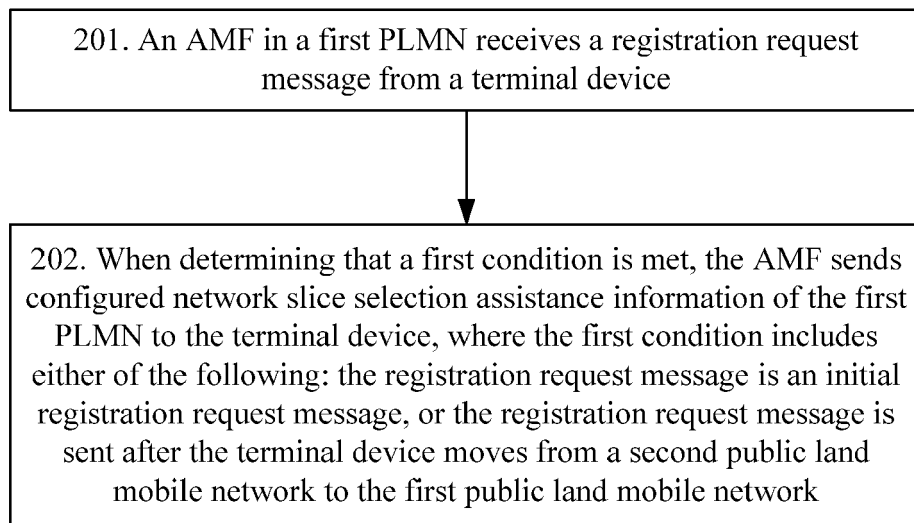 201. An AMF in a first PLMN receives a registration request
message from a terminal device
202. When determining that a first condition is met, the AMF sends
configured network slice selection assistance information of the first
PLMN to the terminal device, where the first condition includes
either of the following: the registration request message is an initial
registration request message, or the registration request message is
sent after the terminal device moves from a second public land
mobile network to the first public land mobile network